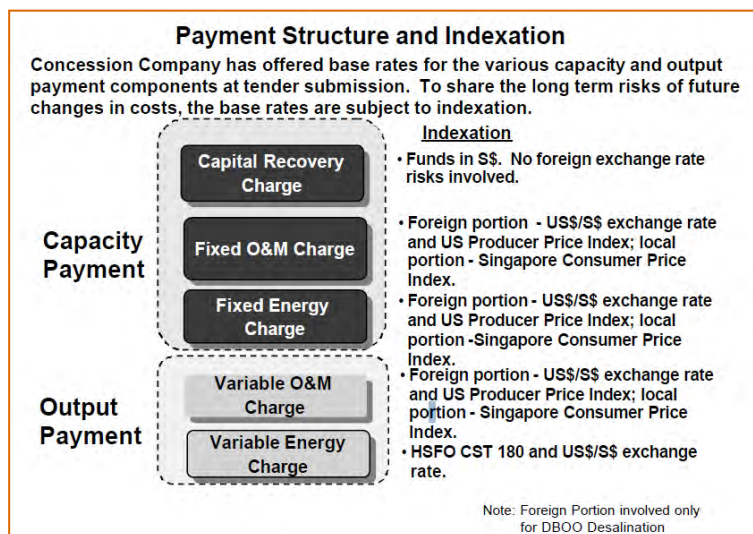 Payment Structure and Indexation
Concession Company has offered base rates for the various capacity and output
payment components at tender submission. To share the long term risks of future
changes in costs, the base rates are subject to indexation.
Indexation
Capacity
Payment
Capital Recovery
Charge
• Funds in S$. No foreign exchange rate
risks involved.
Fixed O&M Charge
• Foreign portion - US$/S$ exchange rate
and US Producer Price Index; local
portion - Singapore Consumer Price
Index.
Fixed Energy
Charge
• Foreign portion - US$/S$ exchange rate
and US Producer Price Index; local
portion -Singapore Consumer Price
Index.
Output
Payment
Variable O&M
Charge
• Foreign portion - US$/S$ exchange rate
and US Producer Price Index; local
portion - Singapore Consumer Price
Index.
Variable Energy
Charge
• HSFO CST 180 and US$/S$ exchange
rate.
Note: Foreign Portion involved only
for DBOO Desalination